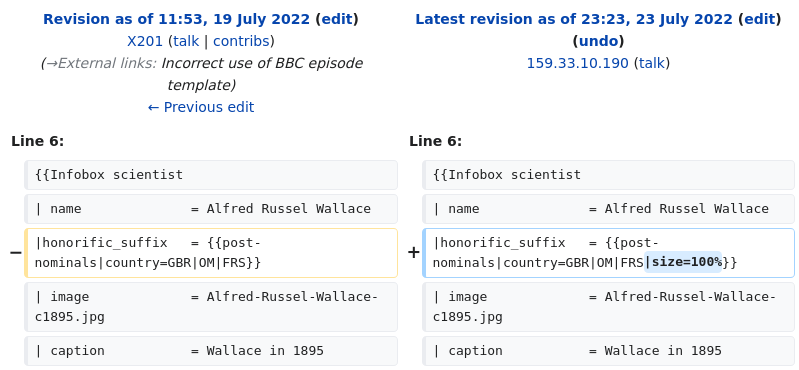 Revision as of 11:53, 19 July 2022 (edit)
X201 (talk | contribs)
(→External links: Incorrect use of BBC episode
template)
← Previous edit
Latest revision as of 23:23, 23 July 2022 (edit)
(undo)
159.33.10.190 (talk)
Line 6:
Line 6:
{{Infobox scientist
{{Infobox scientist
| name             = Alfred Russel Wallace
| name             = Alfred Russel Wallace
− |honorific_suffix   = {{post-
nominals|country=GBR|OM|FRS}}
+ |honorific_suffix   = {{post-
nominals|country=GBR|OM|FRS|size=100%}}
| image             = Alfred-Russel-Wallace-
c1895.jpg
| image             = Alfred-Russel-Wallace-
c1895.jpg
| caption           = Wallace in 1895
| caption           = Wallace in 1895